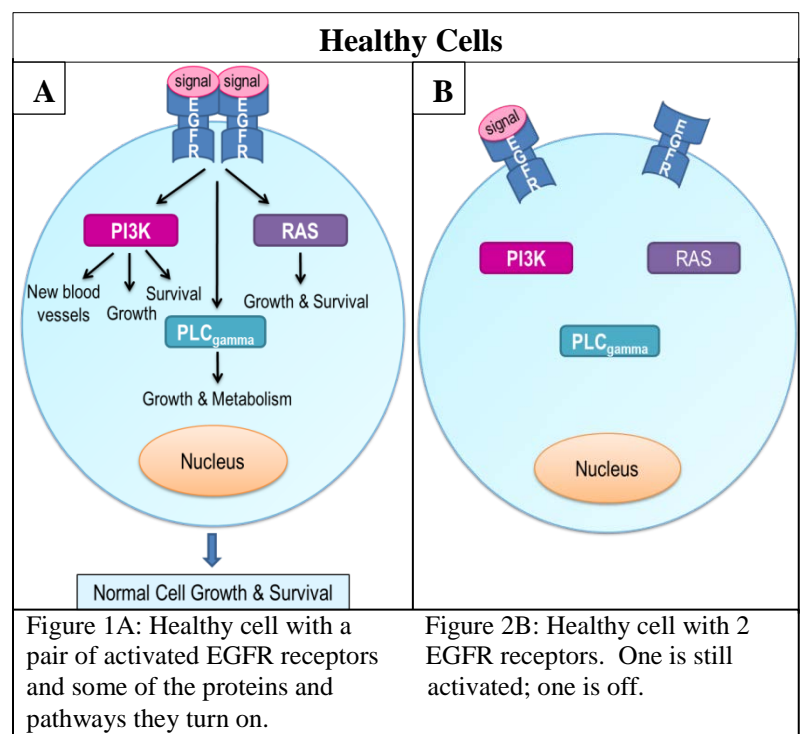 Healthy Cells
A
signal signal
EGFR EGFR
PI3K
RAS
New blood
vessels
Growth
Survival
Growth & Survival
PLCgamma
Growth & Metabolism
Nucleus
Normal Cell Growth & Survival
B
signal
EGFR
EGFR
PI3K
RAS
PLCgamma
Nucleus
Figure 1A: Healthy cell with a
pair of activated EGFR receptors
and some of the proteins and
pathways they turn on.
Figure 2B: Healthy cell with 2
EGFR receptors. One is still
activated; one is off.